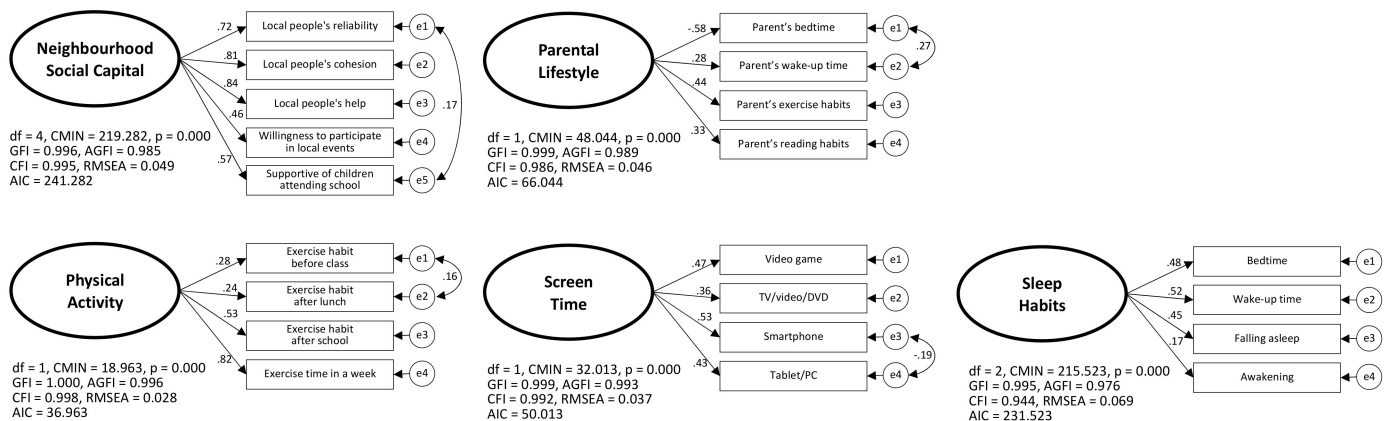 Neighbourhood
Social Capital
.72
.81
.84
.46
.57
Local people's reliability
Local people's cohesion
Local people's help
Willingness to participate
in local events
Supportive of children
attending school
e1
e2
e3
e4
e5
.17
df = 4, CMIN = 219.282, p = 0.000
GFI = 0.996, AGFI = 0.985
CFI = 0.995, RMSEA = 0.049
AIC = 241.282
Parental
Lifestyle
-.58
.28
.44
.33
Parent's bedtime
Parent's wake-up time
Parent's exercise habits
Parent's reading habits
e1
e2
e3
e4
.27
df = 1, CMIN = 48.044, p = 0.000
GFI = 0.999, AGFI = 0.989
CFI = 0.986, RMSEA = 0.046
AIC = 66.044
Physical
Activity
.28
.24
.53
.82
Exercise habit
before class
Exercise habit
after lunch
Exercise habit
after school
Exercise time in a week
e1
e2
e3
e4
.16
df = 1, CMIN = 18.963, p = 0.000
GFI = 1.000, AGFI = 0.996
CFI = 0.998, RMSEA = 0.028
AIC = 36.963
Screen
Time
.47
.36
.53
.43
Video game
TV/video/DVD
Smartphone
Tablet/PC
e1
e2
e3
e4
-.19
df = 1, CMIN = 32.013, p = 0.000
GFI = 0.999, AGFI = 0.993
CFI = 0.992, RMSEA = 0.037
AIC = 50.013
Sleep
Habits
.48
.52
.45
.17
Bedtime
Wake-up time
Falling asleep
Awakening
e1
e2
e3
e4
df = 2, CMIN = 215.523, p = 0.000
GFI = 0.995, AGFI = 0.976
CFI = 0.944, RMSEA = 0.069
AIC = 231.523